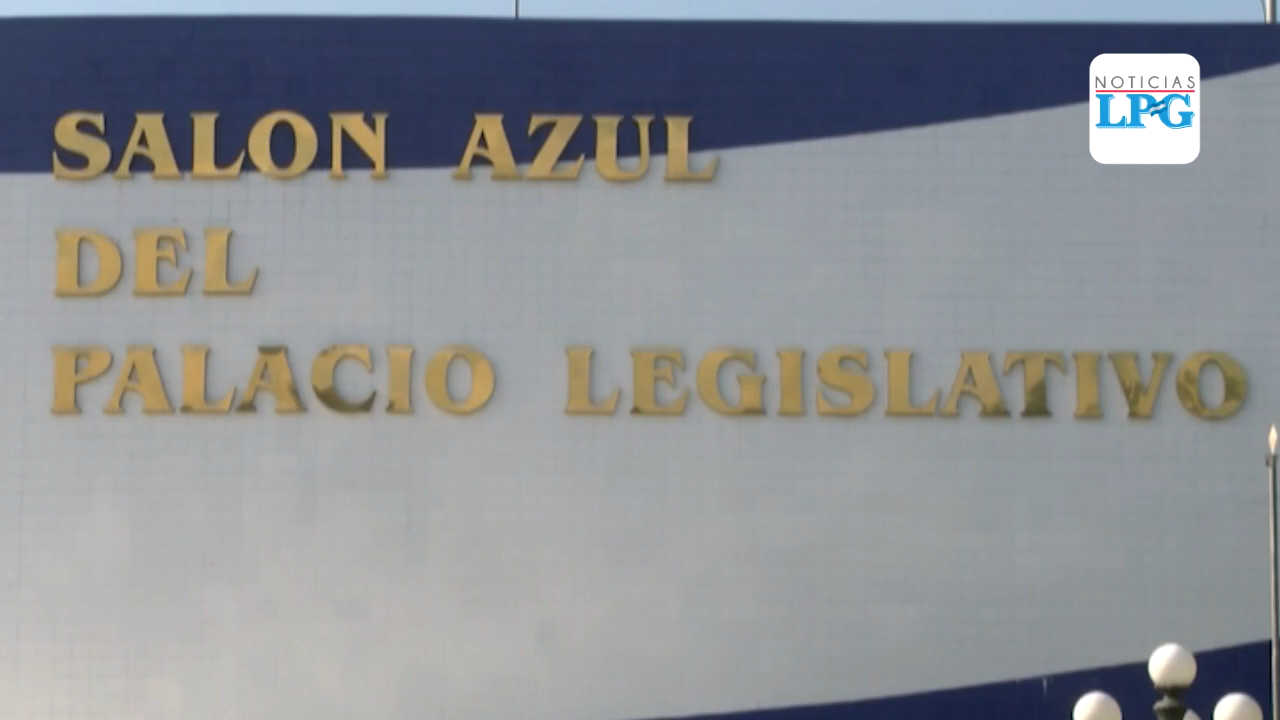 SALON AZUL
DEL
PALACIO LEGISLATIVO
NOTICIAS
LPG